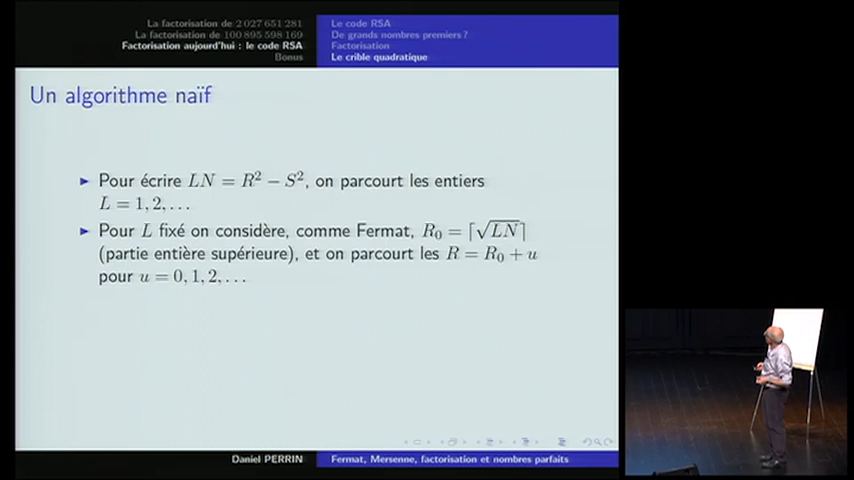 La factorisation de 2 027 651 281
La factorisation de 100 895 598 169
Factorisation aujourd'hui : le code RSA
Bonus
Le code RSA
De grands nombres premiers ?
Factorisation
Le crible quadratique
Un algorithme naïf
▶ Pour écrire LN = R² − S², on parcourt les entiers
L = 1, 2, . . .
▶ Pour L fixé on considère, comme Fermat, R₀ = ⌈√LN⌉
(partie entière supérieure), et on parcourt les R = R₀ + u
pour u = 0, 1, 2, . . .
Daniel PERRIN
Fermat, Mersenne, factorisation et nombres parfaits